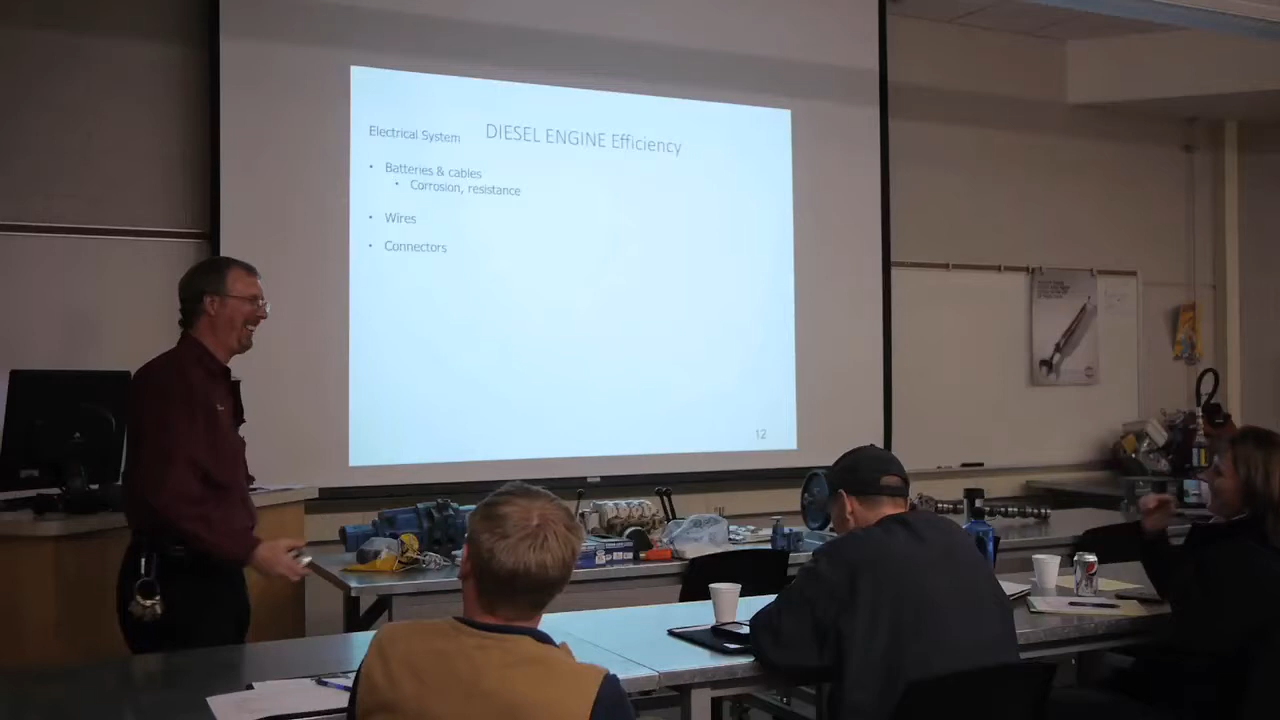 DIESEL ENGINE Efficiency
Electrical System
• Batteries & cables
• Corrosion, resistance
• Wires
• Connectors
12